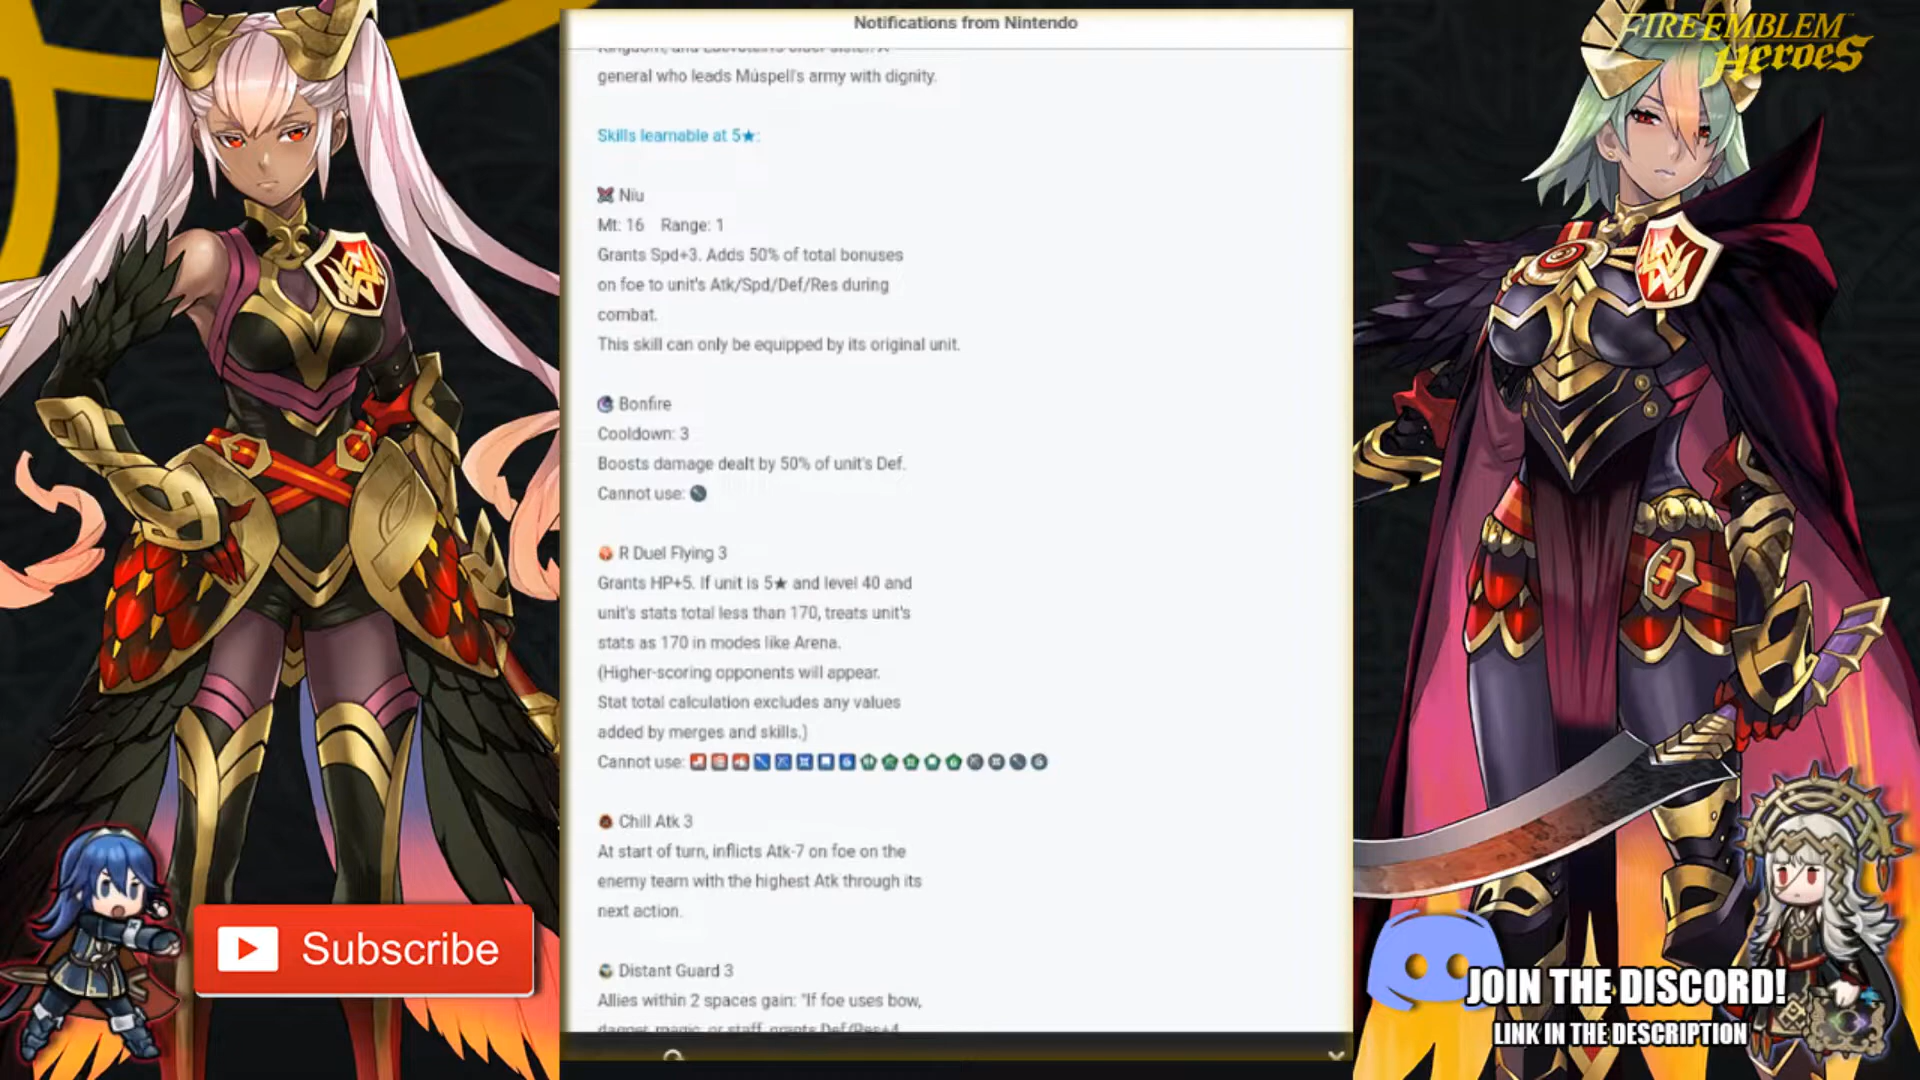 Notifications from Nintendo
general who leads Múspell's army with dignity.
Skills learnable at 5★:
Niu
Mt: 16 Range: 1
Grants Spd+3. Adds 50% of total bonuses
on foe to unit's Atk/Spd/Def/Res during
combat.
This skill can only be equipped by its original unit.
Bonfire
Cooldown: 3
Boosts damage dealt by 50% of unit's Def.
Cannot use:
R Duel Flying 3
Grants HP+5. If unit is 5★ and level 40 and
unit's stats total less than 170, treats unit's
stats as 170 in modes like Arena.
(Higher-scoring opponents will appear.
Stat total calculation excludes any values
added by merges and skills.)
Cannot use:
Chill Atk 3
At start of turn, inflicts Atk-7 on foe on the
enemy team with the highest Atk through its
next action.
Distant Guard 3
Allies within 2 spaces gain: "If foe uses bow,
dagger, magic, or staff, grants Def/Res+4
FIRE EMBLEM
Heroes
Subscribe
JOIN THE DISCORD!
LINK IN THE DESCRIPTION